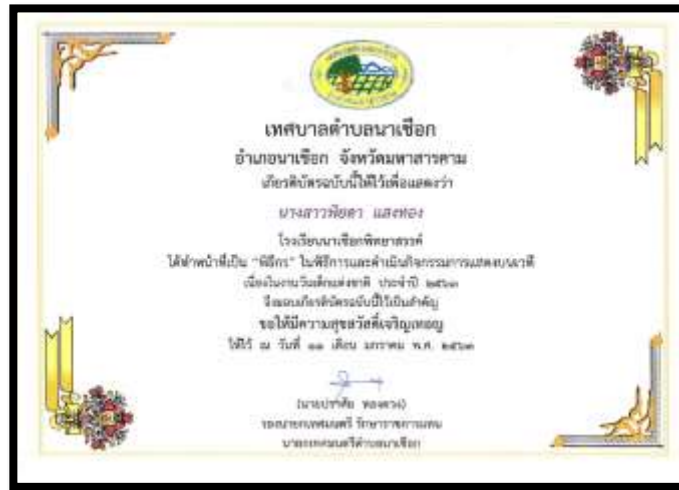 เทศบาลตำบลนาเชือก
อำเภอนาเชือก จังหวัดมหาสารคาม
เกียรติบัตรฉบับนี้ให้ไว้เพื่อแสดงว่า
นางสาว แสงทอง
โรงเรียนนาเชือกพิทยาสรรค์
ได้ทำหน้าที่เป็น "พิธีกร" ในพิธีการและดำเนินกิจกรรมการแสดงบนเวที
เนื่องในงานวันเด็กแห่งชาติ ประจำปี ๒๕๖๓
จึงมอบเกียรติบัตรฉบับนี้ไว้เป็นสำคัญ
ขอให้มีความสุขสวัสดิ์เจริญเทอญ
ให้ไว้ ณ วันที่ ๑๑ เดือน มกราคม พ.ศ. ๒๕๖๓
รองนายกเทศมนตรี รักษาราชการแทน
นายกเทศมนตรีตำบลนาเชือก